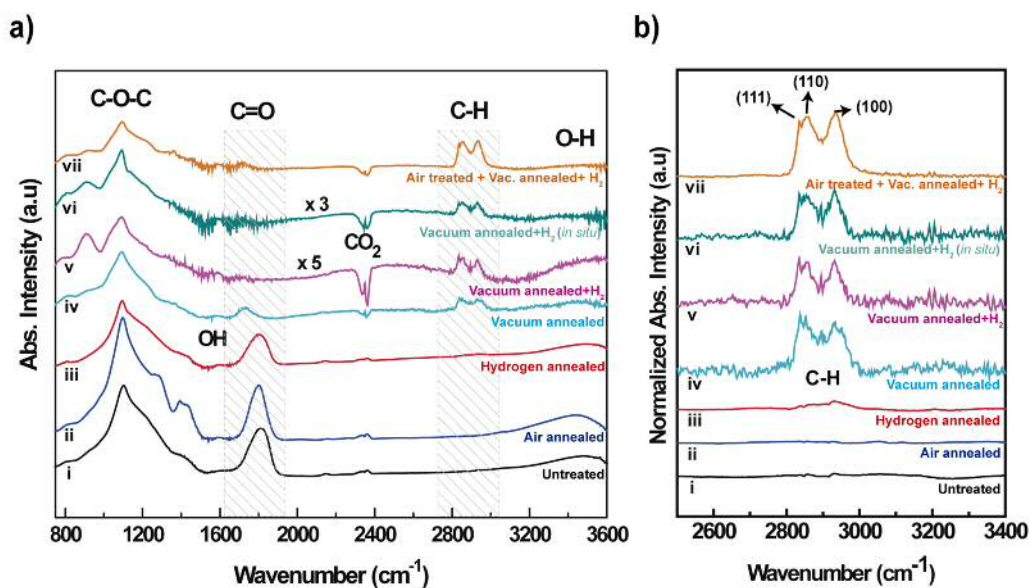 a)
C-O-C
C=O
C-H
O-H
vii
Air treated + Vac. annealed+ H2
vi
x 3
Vacuum annealed+H2 (in situ)
CO2
v
x 5
Vacuum annealed+H2
iv
Vacuum annealed
OH
iii
Hydrogen annealed
ii
Air annealed
i
Untreated
Abs. Intensity (a.u)
800 1200 1600 2000 2400 2800 3200 3600
Wavenumber (cm-1)
b)
(111)
(110)
(100)
vii
Air treated + Vac. annealed+ H2
vi
Vacuum annealed+H2 (in situ)
v
Vacuum annealed+H2
iv
C-H
Vacuum annealed
iii
Hydrogen annealed
ii
Air annealed
i
Untreated
Normalized Abs. Intensity (a.u)
2600 2800 3000 3200 3400
Wavenumber (cm-1)